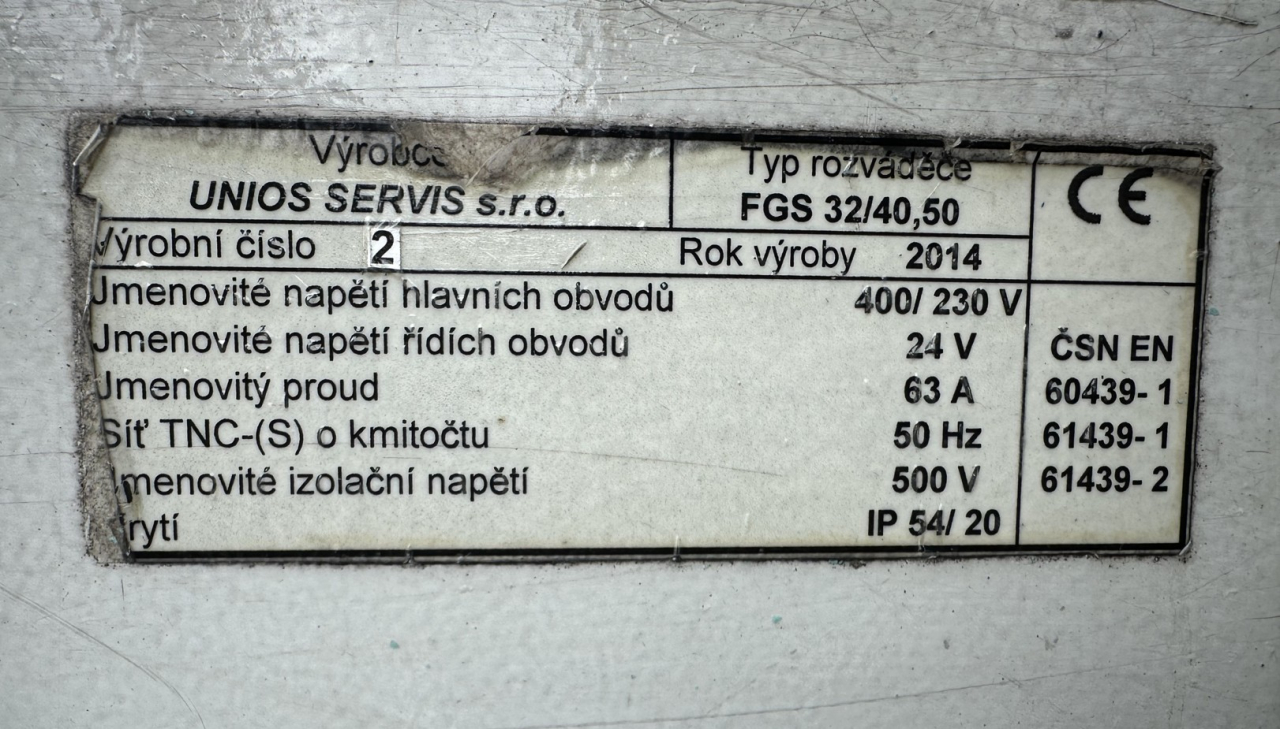 Výrobce
UNIOS SERVIS s.r.o.
Typ rozváděče
FGS 32/40,50
CE
Výrobní číslo 2
Rok výroby 2014
Jmenovité napětí hlavních obvodů 400/ 230 V
Jmenovité napětí řídích obvodů 24 V
Jmenovitý proud 63 A
Síť TNC-(S) o kmitočtu 50 Hz
Jmenovité izolační napětí 500 V
Krytí IP 54/ 20
ČSN EN
60439- 1
61439- 1
61439- 2